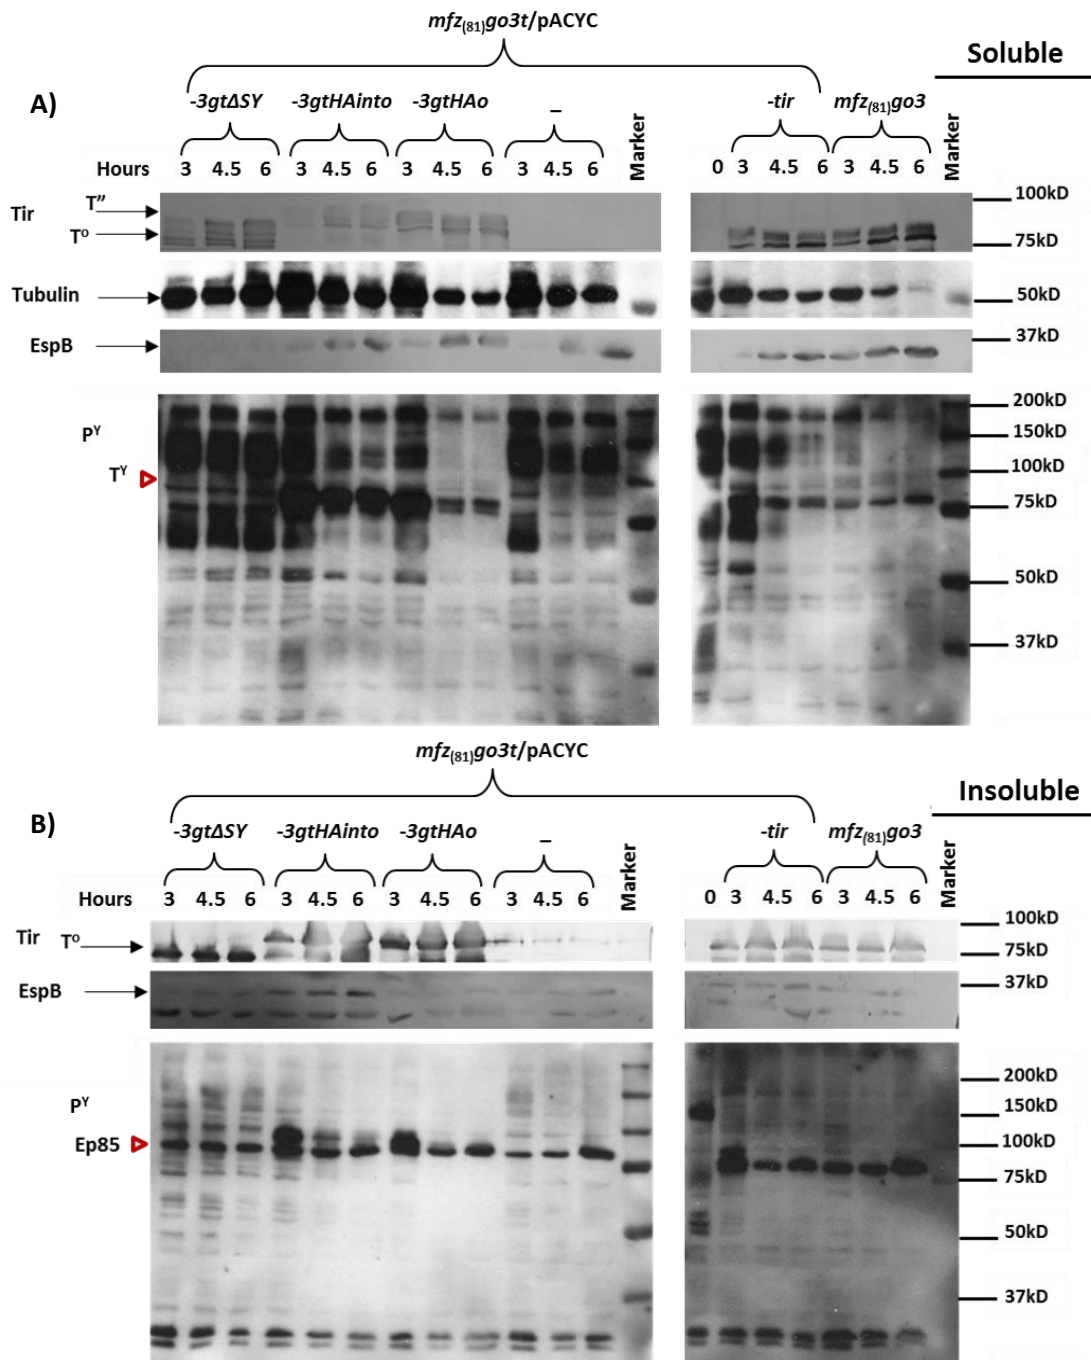 mfz(81)go3t/pACYC
Soluble
A)
-3gtΔSY -3gtHAinto -3gtHAo – -tir mfz(81)go3
Marker Marker
Hours 3 4.5 6 3 4.5 6 3 4.5 6 3 4.5 6 0 3 4.5 6 3 4.5 6
Tir T” 100kD
T° 75kD
Tubulin 50kD
EspB 37kD
200kD
Pʸ 150kD
Tʸ 100kD
75kD
50kD
37kD
mfz(81)go3t/pACYC
Insoluble
B)
-3gtΔSY -3gtHAinto -3gtHAo – -tir mfz(81)go3
Marker Marker
Hours 3 4.5 6 3 4.5 6 3 4.5 6 3 4.5 6 0 3 4.5 6 3 4.5 6
Tir T° 100kD
75kD
EspB 37kD
200kD
Pʸ 150kD
Ep85 100kD
75kD
50kD
37kD